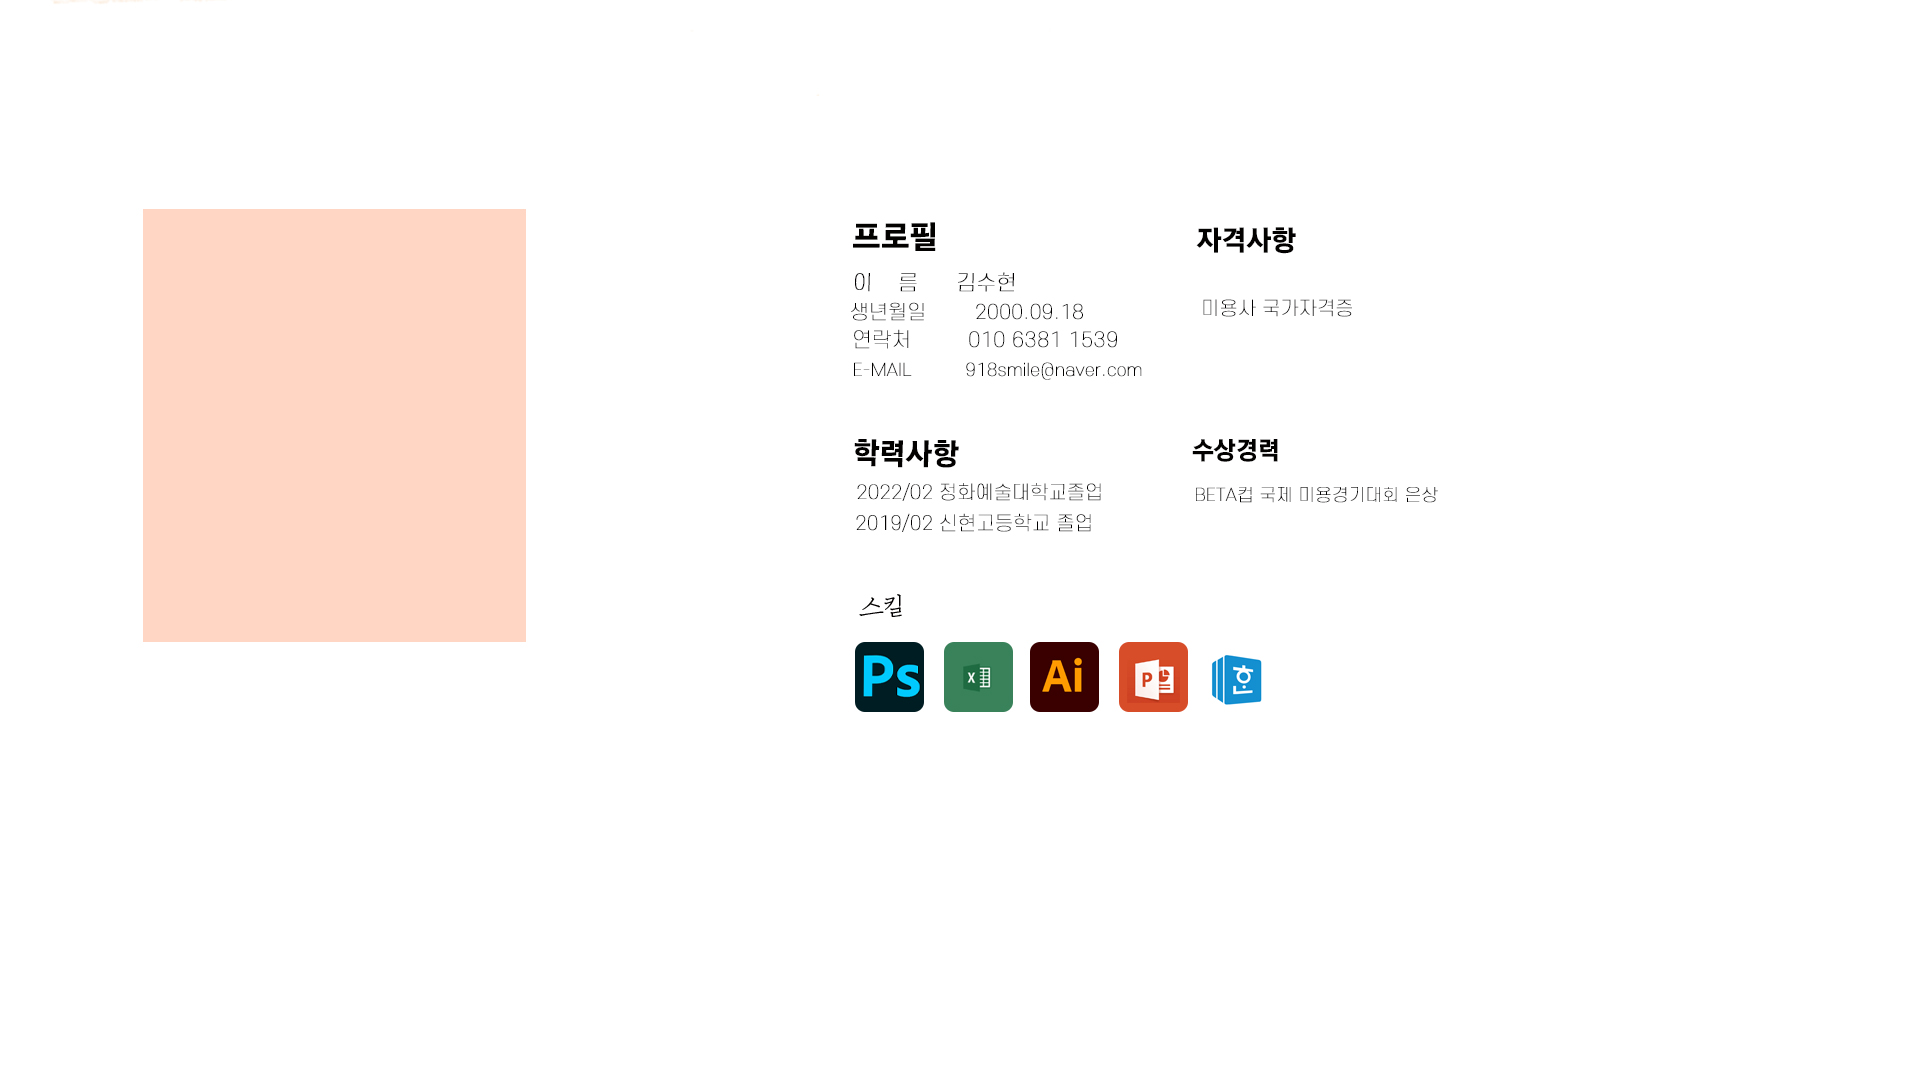 프로필
이 름 김수현
생년월일 2000.09.18
연락처 010 6381 1539
E-MAIL 918smile@naver.com
자격사항
미용사 국가자격증
학력사항
2022/02 정화예술대학교졸업
2019/02 신현고등학교 졸업
수상경력
BETA컵 국제 미용경기대회 은상
스킬
Ps
X
Ai
P
한